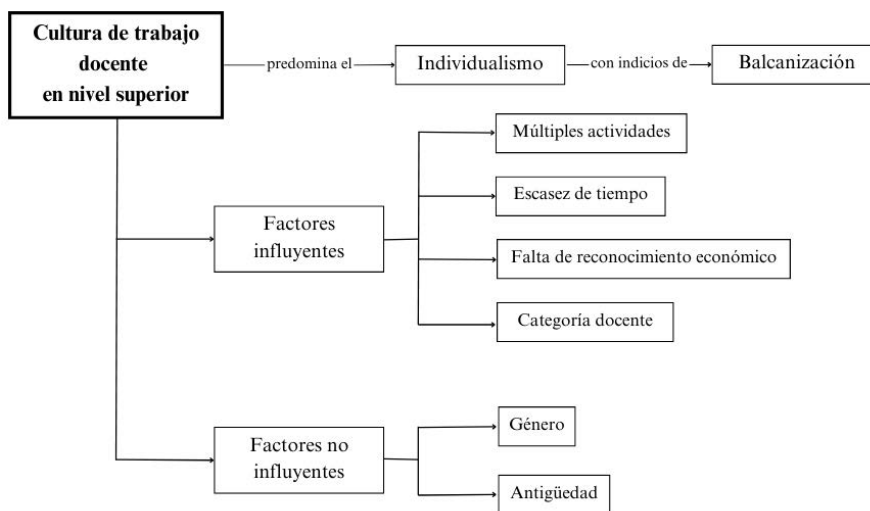 Cultura de trabajo
docente
en nivel superior
predomina el
Individualismo
con indicios de
Balcanización
Factores
influyentes
Múltiples actividades
Escasez de tiempo
Falta de reconocimiento económico
Categoría docente
Factores no
influyentes
Género
Antigüedad